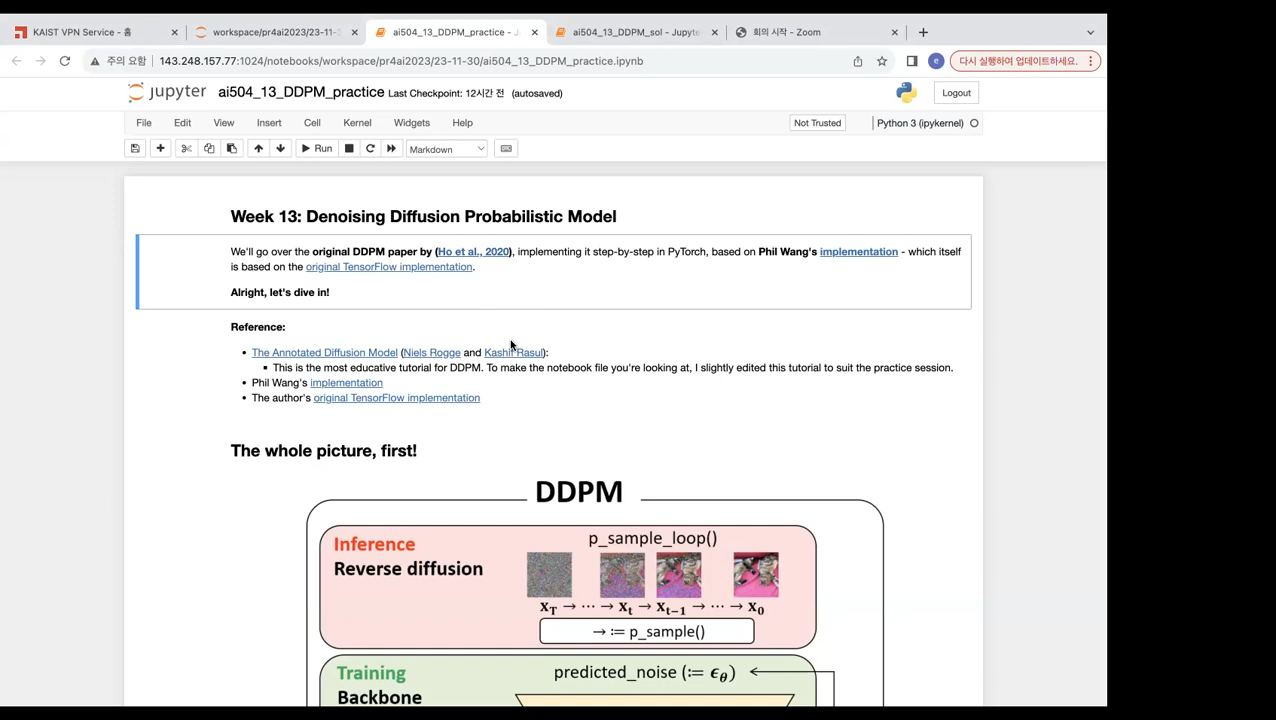 KAIST VPN Service - 홈
workspace/pr4ai2023/23-11-3
ai504_13_DDPM_practice - J
ai504_13_DDPM_sol - Jupyte
회의 시작 - Zoom
주의 요함
143.248.157.77:1024/notebooks/workspace/pr4ai2023/23-11-30/ai504_13_DDPM_practice.ipynb
e
다시 실행하여 업데이트하세요.
jupyter ai504_13_DDPM_practice Last Checkpoint: 12시간 전 (autosaved)
Logout
File Edit View Insert Cell Kernel Widgets Help
Not Trusted
Python 3 (ipykernel)
Run
Markdown
Week 13: Denoising Diffusion Probabilistic Model
We'll go over the original DDPM paper by (Ho et al., 2020), implementing it step-by-step in PyTorch, based on Phil Wang's implementation - which itself
is based on the original TensorFlow implementation.
Alright, let's dive in!
Reference:
• The Annotated Diffusion Model (Niels Rogge and Kashif Rasul):
▪ This is the most educative tutorial for DDPM. To make the notebook file you're looking at, I slightly edited this tutorial to suit the practice session.
• Phil Wang's implementation
• The author's original TensorFlow implementation
The whole picture, first!
DDPM
Inference
Reverse diffusion
p_sample_loop()
x_T → ⋯ → x_t → x_{t−1} → ⋯ → x_0
→ ≔ p_sample()
Training
Backbone
predicted_noise (≔ ϵ_θ)